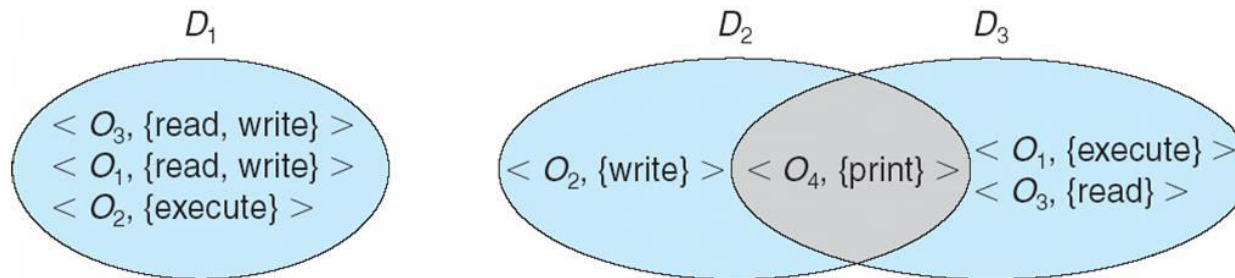 D₁
< O₃, {read, write} >
< O₁, {read, write} >
< O₂, {execute} >
D₂
D₃
< O₂, {write} >
< O₄, {print} >
< O₁, {execute} >
< O₃, {read} >